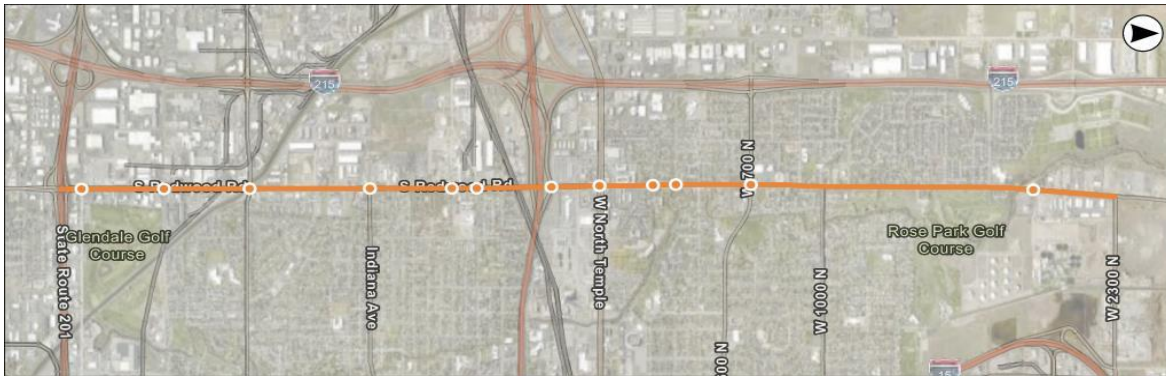 215
215
S Redwood Rd
S Redwood Rd
W 700 N
Glendale Golf
Course
State Route 201
Indiana Ave
W North Temple
W 1000 N
Rose Park Golf
Course
W 2300 N
300 N
15